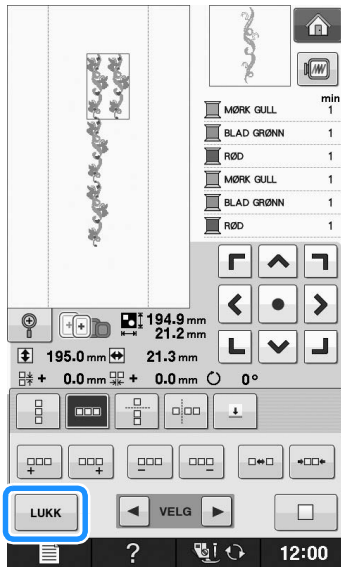 min
MØRK GULL 1
BLAD GRØNN 1
RØD 1
MØRK GULL 1
BLAD GRØNN 1
RØD 1
194.9 mm
21.2 mm
195.0 mm 21.3 mm
+ 0.0 mm + 0.0 mm 0°
LUKK VELG
? 12:00